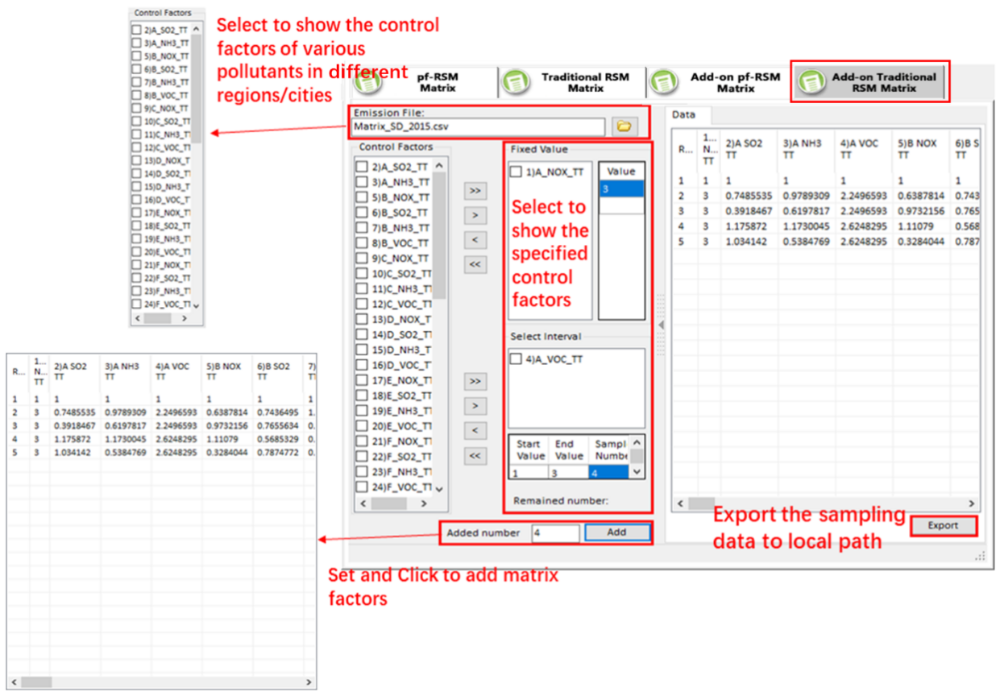 Control Factors
2)A_SO2_TT
3)A_NH3_TT
5)B_NOX_TT
6)B_SO2_TT
7)B_NH3_TT
8)B_VOC_TT
9)C_NOX_TT
10)C_SO2_TT
11)C_NH3_TT
12)C_VOC_TT
13)D_NOX_T
14)D_SO2_TT
15)D_NH3_T
16)D_VOC_T
17)E_NOX_T
18)E_SO2_TT
19)E_NH3_T
20)E_VOC_TT
21)F_NOX_T
22)F_SO2_TT
23)F_NH3_T
24)F_VOC_T
Select to show the control
factors of various
pollutants in different
regions/cities
pf-RSM
Matrix
Traditional RSM
Matrix
Add-on pf-RSM
Matrix
Add-on Traditional
RSM Matrix
Emission File:
Matrix_SD_2015.csv
Control Factors
2)A_SO2_TT
3)A_NH3_TT
5)B_NOX_TT
6)B_SO2_TT
7)B_NH3_TT
8)B_VOC_TT
9)C_NOX_TT
10)C_SO2_TT
11)C_NH3_TT
12)C_VOC_TT
13)D_NOX_T
14)D_SO2_TT
15)D_NH3_T
16)D_VOC_T
17)E_NOX_T
18)E_SO2_TT
19)E_NH3_T
20)E_VOC_TT
21)F_NOX_T
22)F_SO2_TT
23)F_NH3_T
24)F_VOC_T
>>
>
<
<<
>>
>
<
<<
Fixed Value
1)A_NOX_TT
Value
3
Select to
show the
specified
control
factors
Select Interval
4)A_VOC_TT
Start End Sampl
Value Value Numbe
1 3 4
Remained number:
Added number 4 Add
Data
R... 1... N... TT 2)A SO2 TT 3)A NH3 TT 4)A VOC TT 5)B NOX TT 6)B S TT
1 1 1 1 1 1 1
2 3 0.7485535 0.9789309 2.2496593 0.6387814 0.743
3 3 0.3918467 0.6197817 2.2496593 0.9732156 0.765
4 3 1.175872 1.1730045 2.6248295 1.11079 0.568
5 3 1.034142 0.5384769 2.6248295 0.3284044 0.787
Export the sampling
data to local path
Export
Set and Click to add matrix
factors
R... 1... N... TT 2)A SO2 TT 3)A NH3 TT 4)A VOC TT 5)B NOX TT 6)B SO2 TT 7)
1 1 1 1 1 1 1 1
2 3 0.7485535 0.9789309 2.2496593 0.6387814 0.7436495 1.
3 3 0.3918467 0.6197817 2.2496593 0.9732156 0.7655634 0.
4 3 1.175872 1.1730045 2.6248295 1.11079 0.5685329 0.
5 3 1.034142 0.5384769 2.6248295 0.3284044 0.7874772 0.